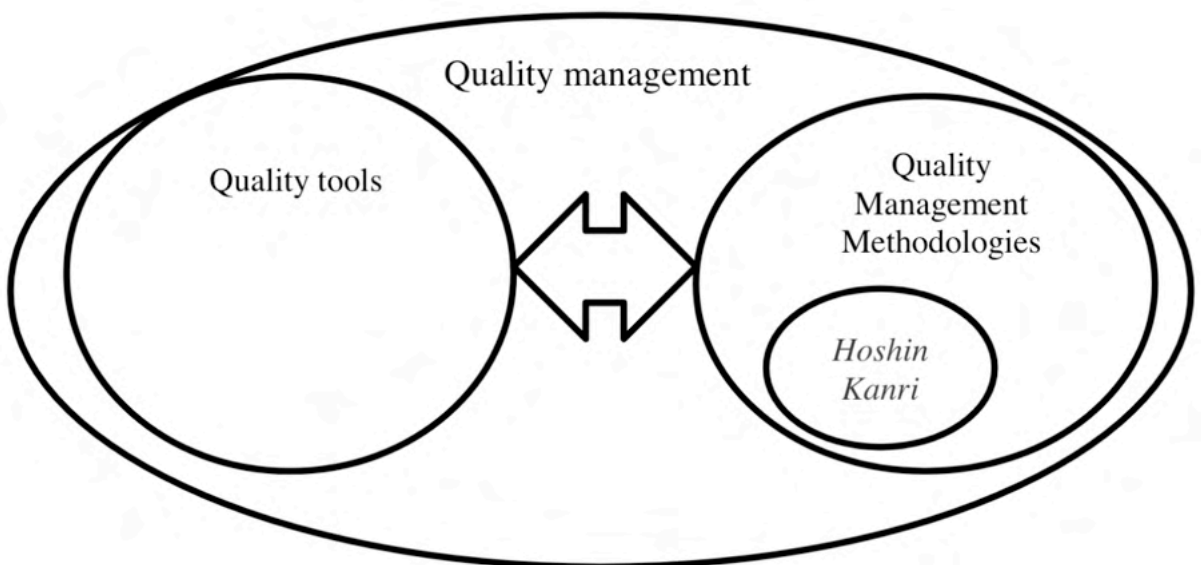 Quality management
Quality tools
Quality
Management
Methodologies
Hoshin
Kanri